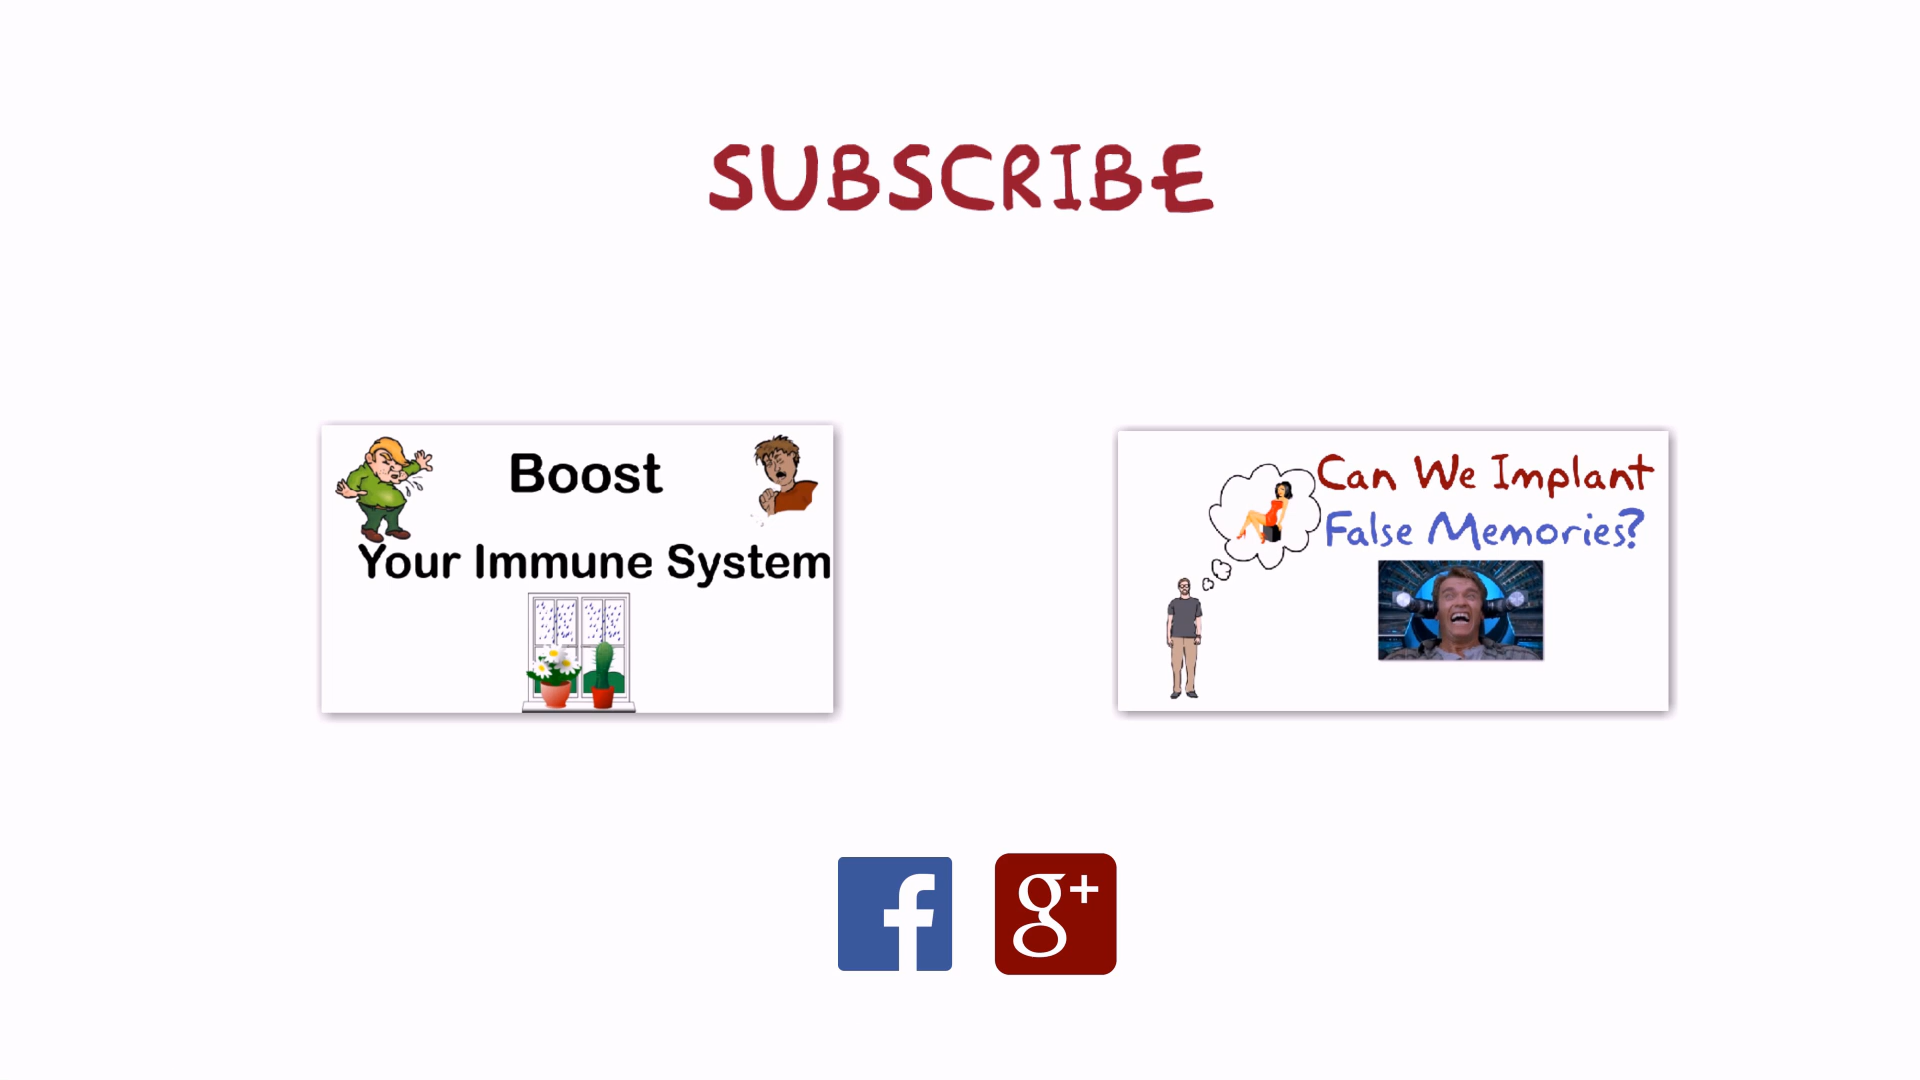 SUBSCRIBE
Boost
Your Immune System
Can We Implant
False Memories?
f
g+